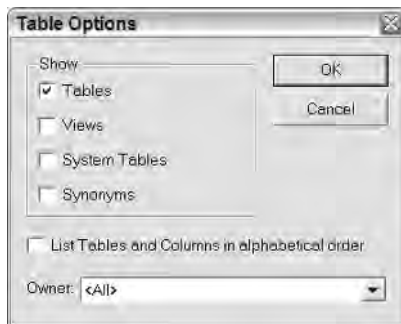 Table Options
Show
Tables
Views
System Tables
Synonyms
OK
Cancel
List Tables and Columns in alphabetical order
Owner: <All>